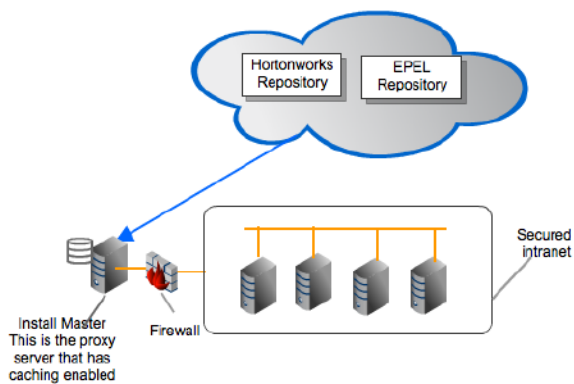 Hortonworks
Repository
EPEL
Repository
Secured
intranet
Install Master
This is the proxy
server that has
caching enabled
Firewall